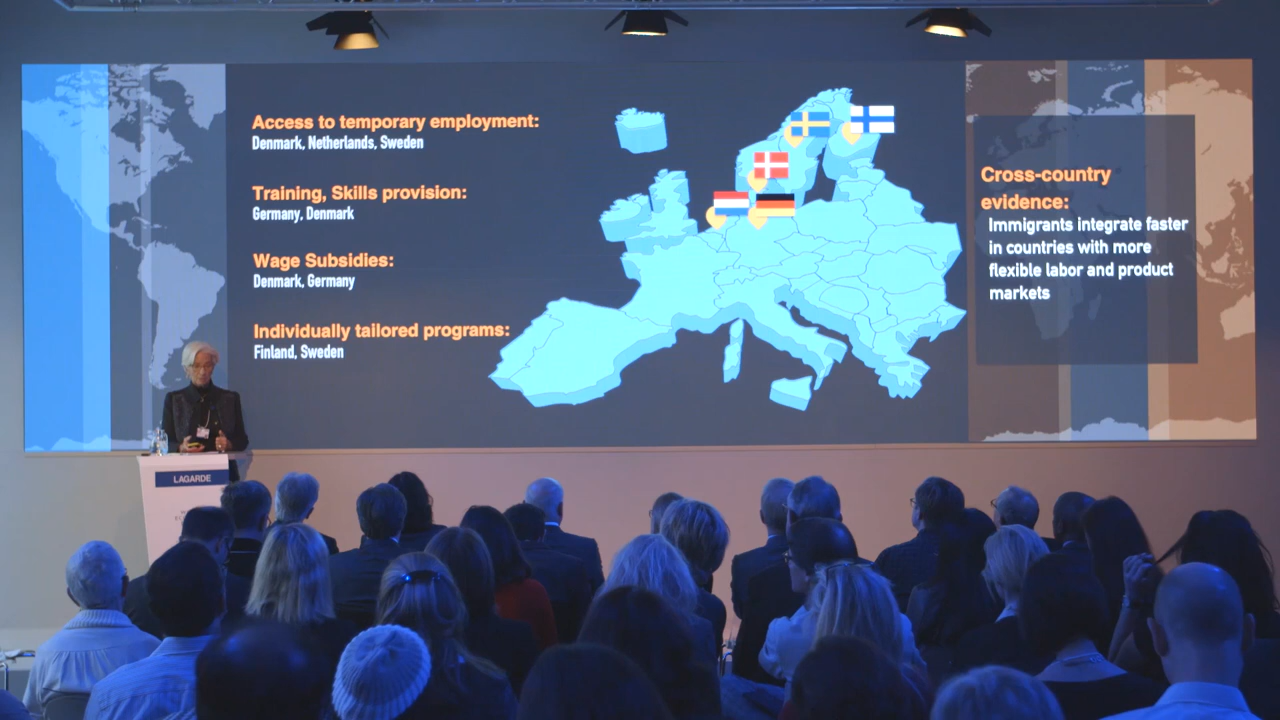 Access to temporary employment:
Denmark, Netherlands, Sweden
Training, Skills provision:
Germany, Denmark
Wage Subsidies:
Denmark, Germany
Individually tailored programs:
Finland, Sweden
Cross-country
evidence:
Immigrants integrate faster
in countries with more
flexible labor and product
markets
LAGARDE